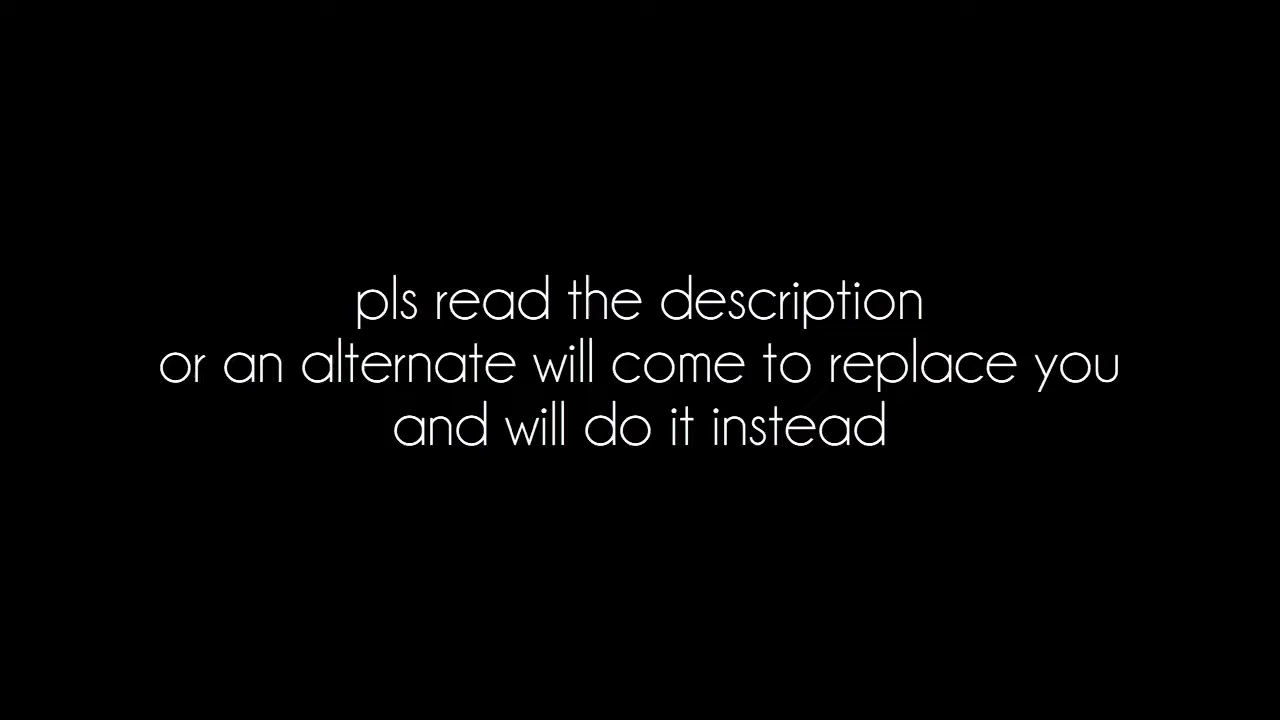 pls read the description
or an alternate will come to replace you
and will do it instead